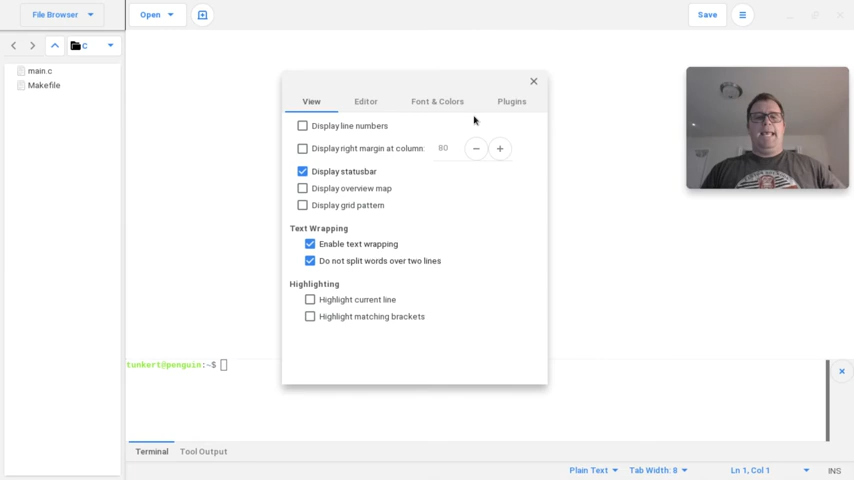 File Browser
Open
Save
C
main.c
Makefile
View
Editor
Font & Colors
Plugins
Display line numbers
Display right margin at column: 80
Display statusbar
Display overview map
Display grid pattern
Text Wrapping
Enable text wrapping
Do not split words over two lines
Highlighting
Highlight current line
Highlight matching brackets
tunkert@penguin:~$
Terminal
Tool Output
Plain Text
Tab Width: 8
Ln 1, Col 1
INS